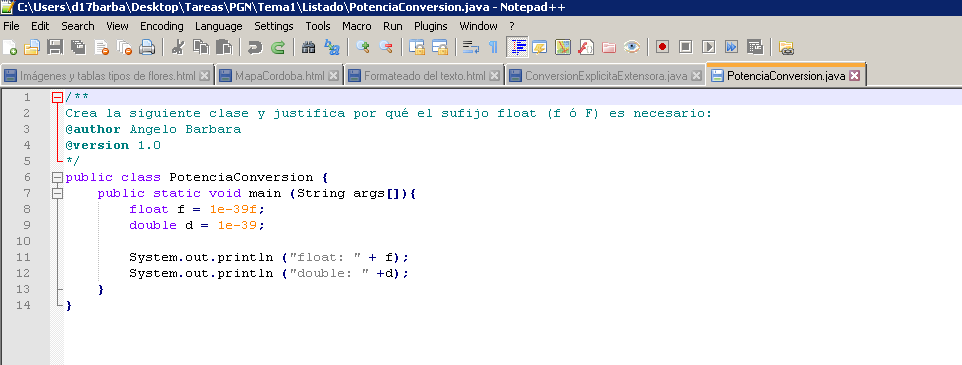 C:\Users\d17barba\Desktop\Tareas\PGN\Tema1\Listado\PotenciaConversion.java - Notepad++
File Edit Search View Encoding Language Settings Tools Macro Run Plugins Window ?
Imágenes y tablas tipos de flores.html MapaCordoba.html Formateado del texto.html ConversionExplicitaExtensora.java PotenciaConversion.java
1 /**
2 Crea la siguiente clase y justifica por qué el sufijo float (f ó F) es necesario:
3 @author Angelo Barbara
4 @version 1.0
5 */
6 public class PotenciaConversion {
7 public static void main (String args[]){
8 float f = 1e-39f;
9 double d = 1e-39;
10
11 System.out.println ("float: " + f);
12 System.out.println ("double: " +d);
13 }
14 }